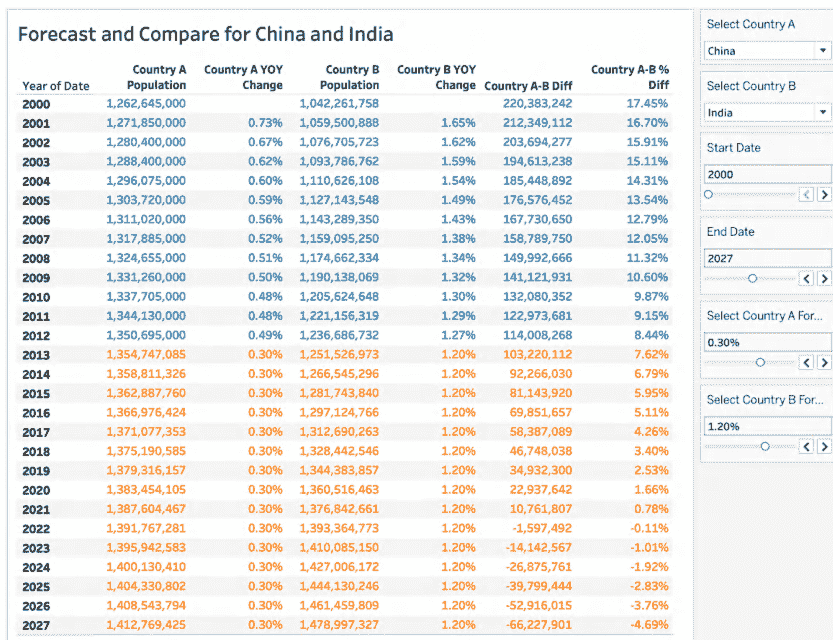 Forecast and Compare for China and India
Country A Country A YOY Country B Country B YOY Country A-B %
Year of Date Population Change Population Change Country A-B Diff Diff
2000 1,262,645,000 1,042,261,758 220,383,242 17.45%
2001 1,271,850,000 0.73% 1,059,500,888 1.65% 212,349,112 16.70%
2002 1,280,400,000 0.67% 1,076,705,723 1.62% 203,694,277 15.91%
2003 1,288,400,000 0.62% 1,093,786,762 1.59% 194,613,238 15.11%
2004 1,296,075,000 0.60% 1,110,626,108 1.54% 185,448,892 14.31%
2005 1,303,720,000 0.59% 1,127,143,548 1.49% 176,576,452 13.54%
2006 1,311,020,000 0.56% 1,143,289,350 1.43% 167,730,650 12.79%
2007 1,317,885,000 0.52% 1,159,095,250 1.38% 158,789,750 12.05%
2008 1,324,655,000 0.51% 1,174,662,334 1.34% 149,992,666 11.32%
2009 1,331,260,000 0.50% 1,190,138,069 1.32% 141,121,931 10.60%
2010 1,337,705,000 0.48% 1,205,624,648 1.30% 132,080,352 9.87%
2011 1,344,130,000 0.48% 1,221,156,319 1.29% 122,973,681 9.15%
2012 1,350,695,000 0.49% 1,236,686,732 1.27% 114,008,268 8.44%
2013 1,354,747,085 0.30% 1,251,526,973 1.20% 103,220,112 7.62%
2014 1,358,811,326 0.30% 1,266,545,296 1.20% 92,266,030 6.79%
2015 1,362,887,760 0.30% 1,281,743,840 1.20% 81,143,920 5.95%
2016 1,366,976,424 0.30% 1,297,124,766 1.20% 69,851,657 5.11%
2017 1,371,077,353 0.30% 1,312,690,263 1.20% 58,387,089 4.26%
2018 1,375,190,585 0.30% 1,328,442,546 1.20% 46,748,038 3.40%
2019 1,379,316,157 0.30% 1,344,383,857 1.20% 34,932,300 2.53%
2020 1,383,454,105 0.30% 1,360,516,463 1.20% 22,937,642 1.66%
2021 1,387,604,467 0.30% 1,376,842,661 1.20% 10,761,807 0.78%
2022 1,391,767,281 0.30% 1,393,364,773 1.20% -1,597,492 -0.11%
2023 1,395,942,583 0.30% 1,410,085,150 1.20% -14,142,567 -1.01%
2024 1,400,130,410 0.30% 1,427,006,172 1.20% -26,875,761 -1.92%
2025 1,404,330,802 0.30% 1,444,130,246 1.20% -39,799,444 -2.83%
2026 1,408,543,794 0.30% 1,461,459,809 1.20% -52,916,015 -3.76%
2027 1,412,769,425 0.30% 1,478,997,327 1.20% -66,227,901 -4.69%
Select Country A
China
Select Country B
India
Start Date
2000
End Date
2027
Select Country A For...
0.30%
Select Country B For...
1.20%